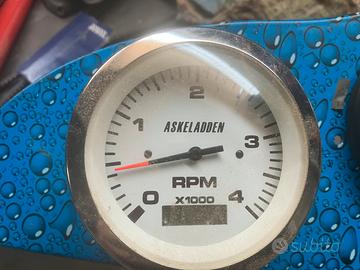 2
ASKELADDEN
1
3
RPM
0
X1000
4
subito